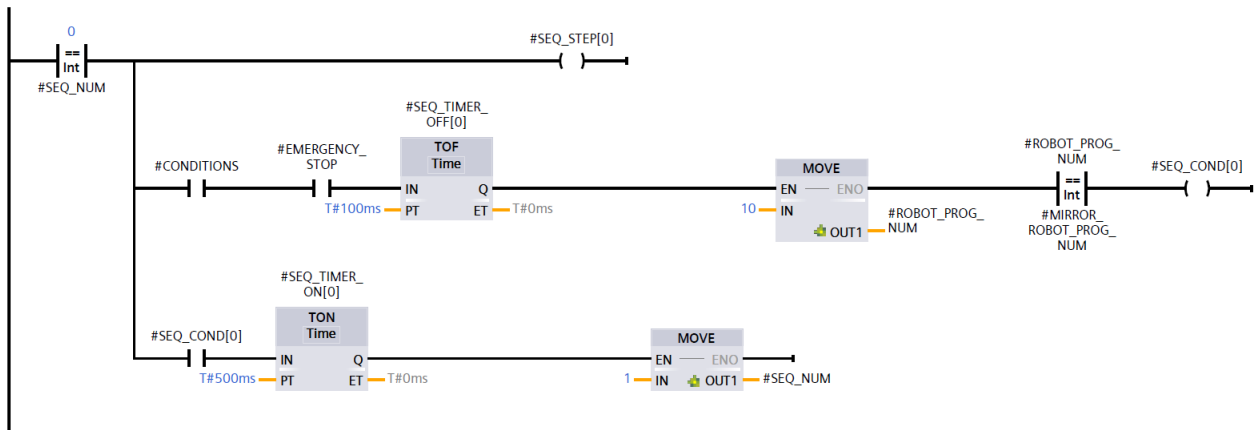 0
==
Int
#SEQ_NUM
#SEQ_STEP[0]
#CONDITIONS
#EMERGENCY_
STOP
#SEQ_TIMER_
OFF[0]
TOF
Time
IN Q
T#100ms PT ET T#0ms
MOVE
EN ENO
10 IN
OUT1 #ROBOT_PROG_
NUM
#ROBOT_PROG_
NUM
==
Int
#MIRROR_
ROBOT_PROG_
NUM
#SEQ_COND[0]
#SEQ_COND[0]
#SEQ_TIMER_
ON[0]
TON
Time
IN Q
T#500ms PT ET T#0ms
MOVE
EN ENO
1 IN OUT1 #SEQ_NUM